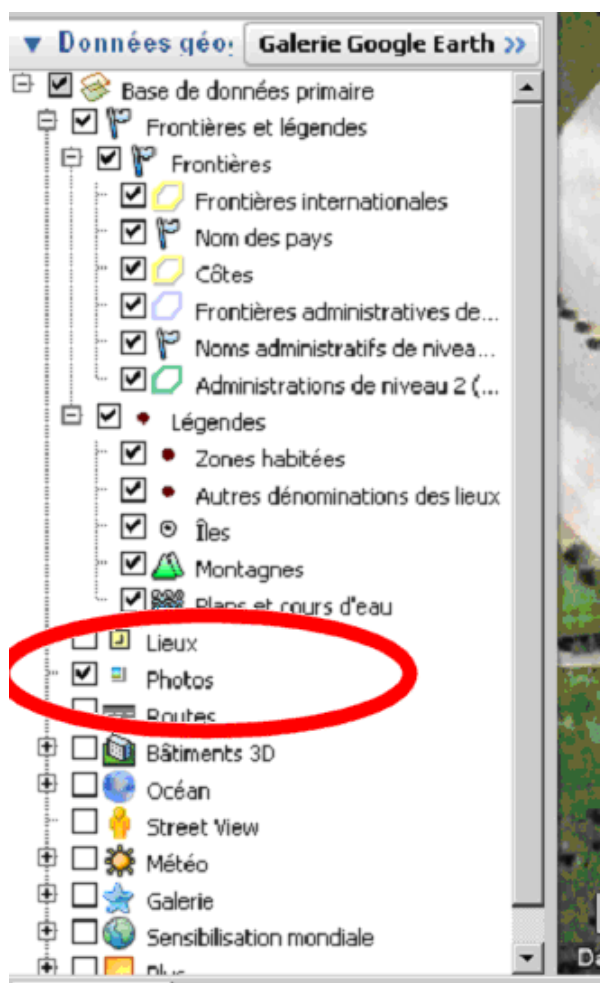 Données géo: Galerie Google Earth >>
Base de données primaire
Frontières et légendes
Frontières
Frontières internationales
Nom des pays
Côtes
Frontières administratives de...
Noms administratifs de nivea...
Administrations de niveau 2 (...
Légendes
Zones habitées
Autres dénominations des lieux
Îles
Montagnes
Plans et cours d'eau
Lieux
Photos
Routes
Bâtiments 3D
Océan
Street View
Météo
Galerie
Sensibilisation mondiale
Plus
Da